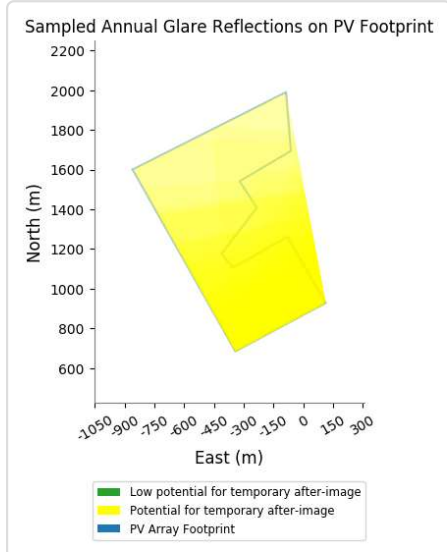 Sampled Annual Glare Reflections on PV Footprint
2200
2000
1800
1600
1400
1200
1000
800
600
North (m)
-1050 -900 -750 -600 -450 -300 -150 0 150 300
East (m)
Low potential for temporary after-image
Potential for temporary after-image
PV Array Footprint